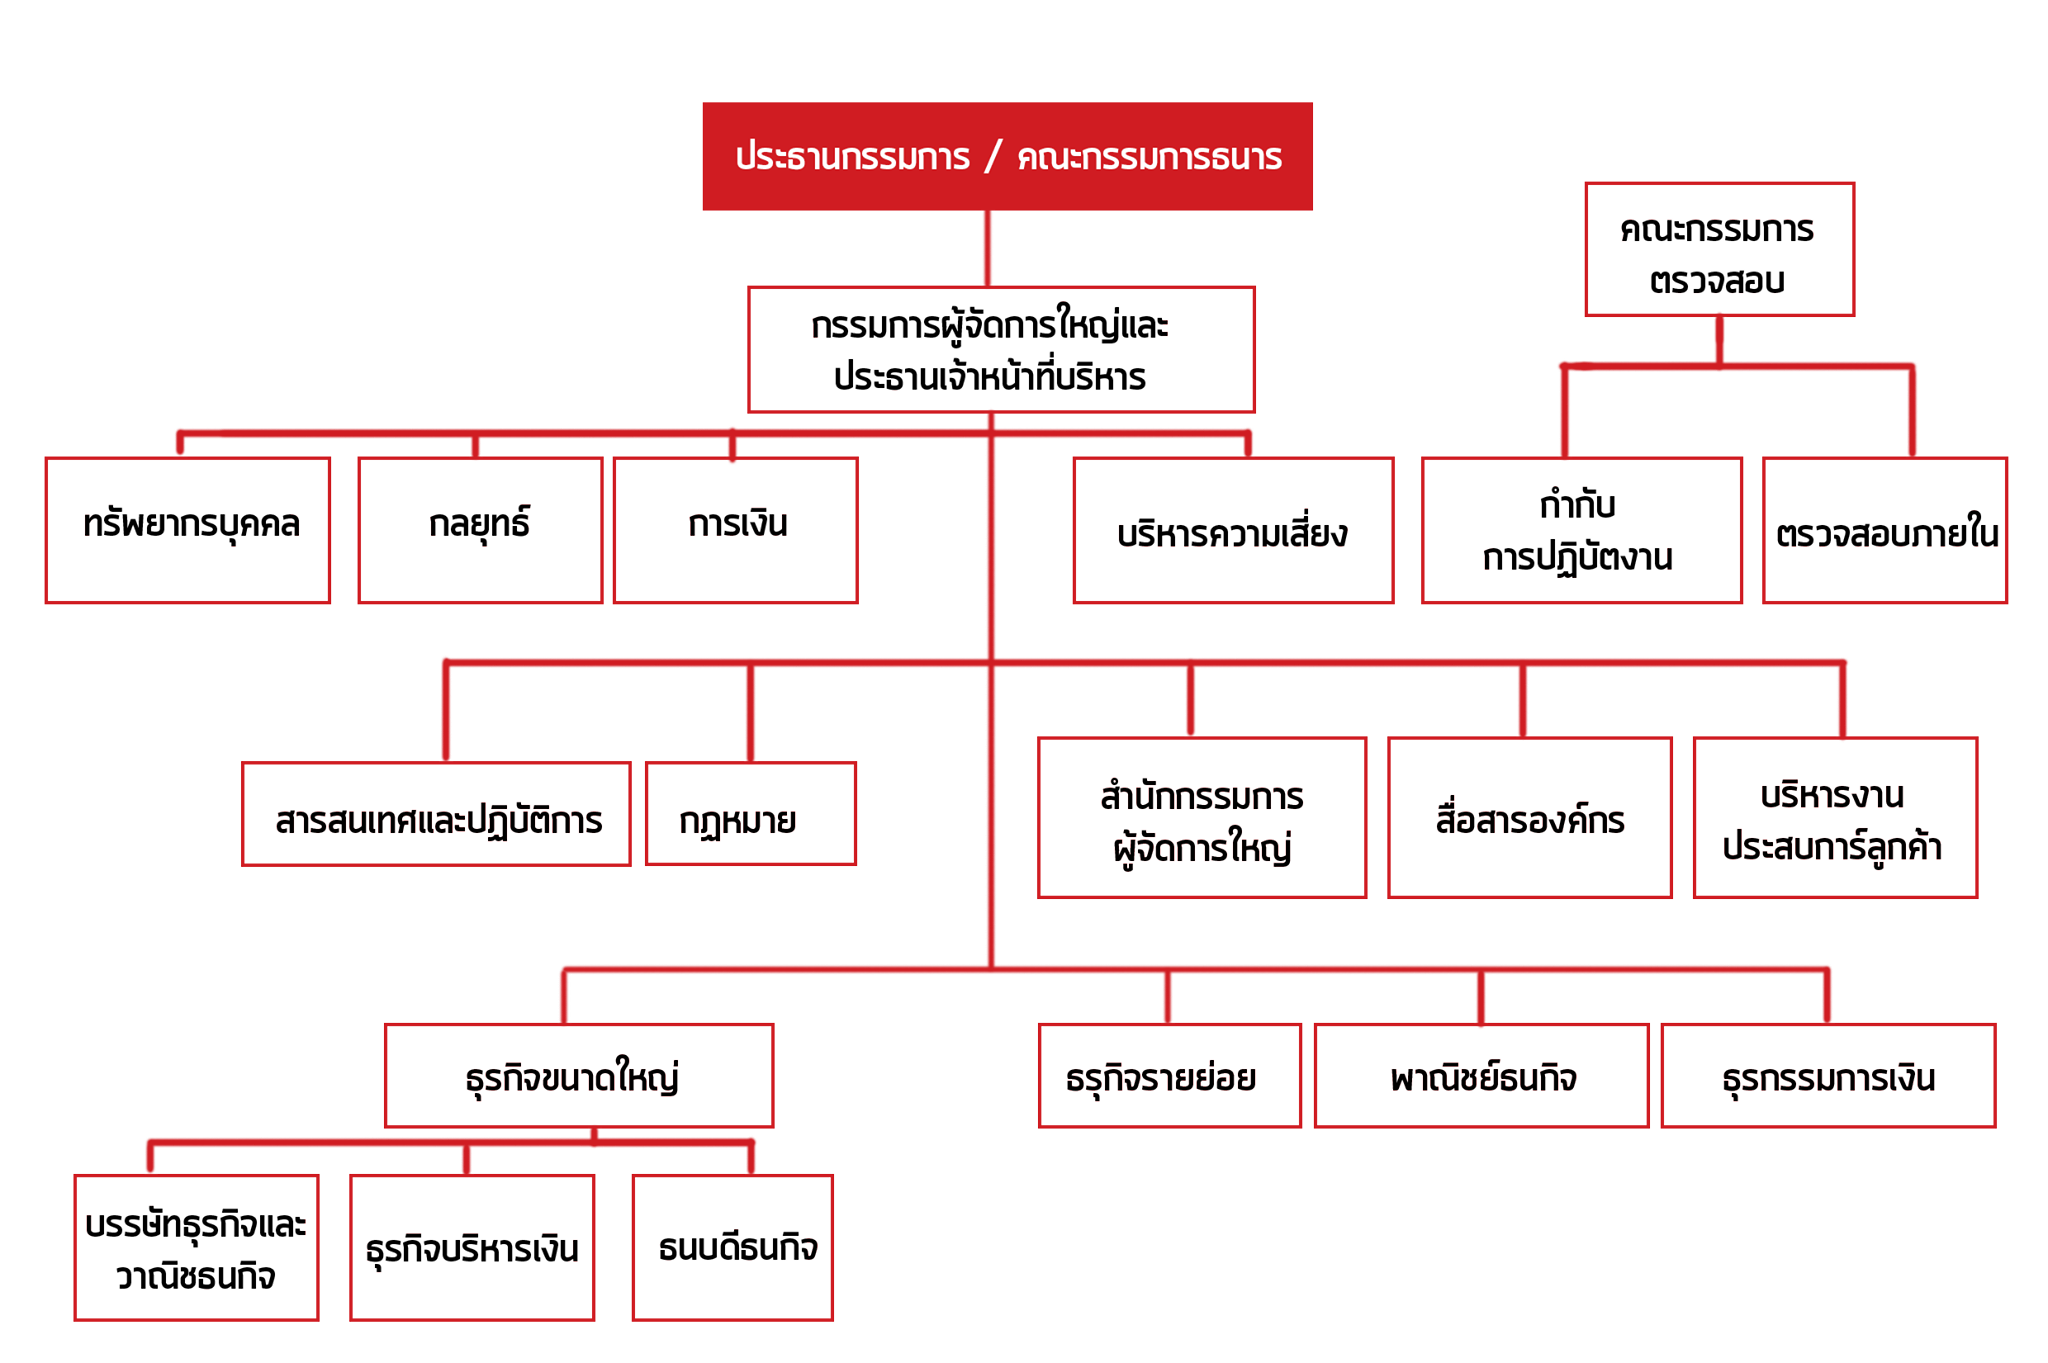 ประธานกรรมการ / คณะกรรมการธนาร
คณะกรรมการ
ตรวจสอบ
กรรมการผู้จัดการใหญ่และ
ประธานเจ้าหน้าที่บริหาร
ทรัพยากรบุคคล
กลยุทธ์
การเงิน
บริหารความเสี่ยง
กำกับ
การปฏิบัตงาน
ตรวจสอบภายใน
สารสนเทศและปฏิบัติการ
กฏหมาย
สำนักกรรมการ
ผู้จัดการใหญ่
สื่อสารองค์กร
บริหารงาน
ประสบการ์ลูกค้า
ธุรกิจขนาดใหญ่
ธรุกิจรายย่อย
พาณิชย์ธนกิจ
ธุรกรรมการเงิน
บรรษัทธุรกิจและ
วาณิชธนกิจ
ธุรกิจบริหารเงิน
ธนบดีธนกิจ